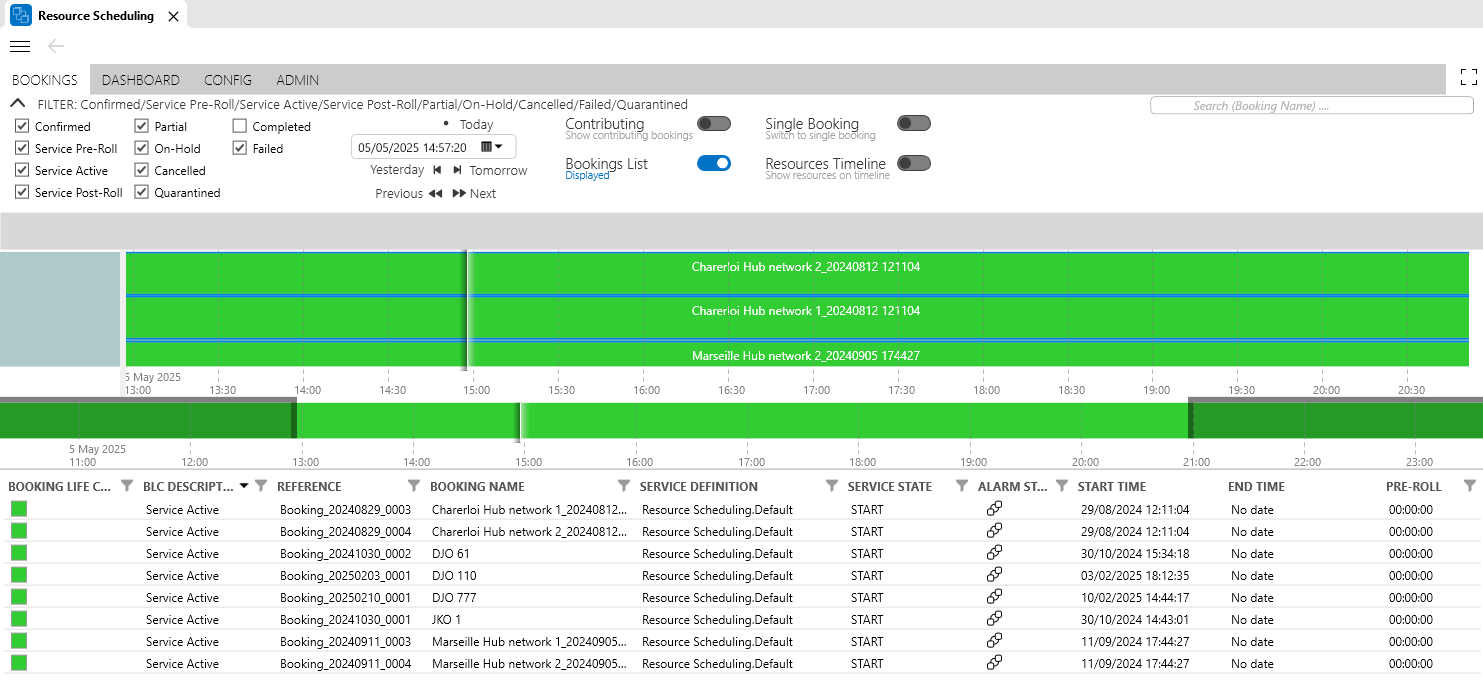 Resource Scheduling
BOOKINGS DASHBOARD CONFIG ADMIN
FILTER: Confirmed/Service Pre-Roll/Service Active/Service Post-Roll/Partial/On-Hold/Cancelled/Failed/Quarantined
Search (Booking Name) ....
Confirmed Partial Completed
Service Pre-Roll On-Hold Failed
Service Active Cancelled
Service Post-Roll Quarantined
Today
05/05/2025 14:57:20
Yesterday Tomorrow
Previous Next
Contributing
Show contributing bookings
Single Booking
Switch to single booking
Bookings List
Displayed
Resources Timeline
Show resources on timeline
Charerloi Hub network 2_20240812 121104
Charerloi Hub network 1_20240812 121104
Marseille Hub network 2_20240905 174427
5 May 2025
13:00 13:30 14:00 14:30 15:00 15:30 16:00 16:30 17:00 17:30 18:00 18:30 19:00 19:30 20:00 20:30
5 May 2025
11:00 12:00 13:00 14:00 15:00 16:00 17:00 18:00 19:00 20:00 21:00 22:00 23:00
BOOKING LIFE C... BLC DESCRIPT... REFERENCE BOOKING NAME SERVICE DEFINITION SERVICE STATE ALARM ST... START TIME END TIME PRE-ROLL
Service Active Booking_20240829_0003 Charerloi Hub network 1_20240812... Resource Scheduling.Default START 29/08/2024 12:11:04 No date 00:00:00
Service Active Booking_20240829_0004 Charerloi Hub network 2_20240812... Resource Scheduling.Default START 29/08/2024 12:11:04 No date 00:00:00
Service Active Booking_20241030_0002 DJO 61 Resource Scheduling.Default START 30/10/2024 15:34:18 No date 00:00:00
Service Active Booking_20250203_0001 DJO 110 Resource Scheduling.Default START 03/02/2025 18:12:35 No date 00:00:00
Service Active Booking_20250210_0001 DJO 777 Resource Scheduling.Default START 10/02/2025 14:44:17 No date 00:00:00
Service Active Booking_20241030_0001 JKO 1 Resource Scheduling.Default START 30/10/2024 14:43:01 No date 00:00:00
Service Active Booking_20240911_0003 Marseille Hub network 1_20240905... Resource Scheduling.Default START 11/09/2024 17:44:27 No date 00:00:00
Service Active Booking_20240911_0004 Marseille Hub network 2_20240905... Resource Scheduling.Default START 11/09/2024 17:44:27 No date 00:00:00